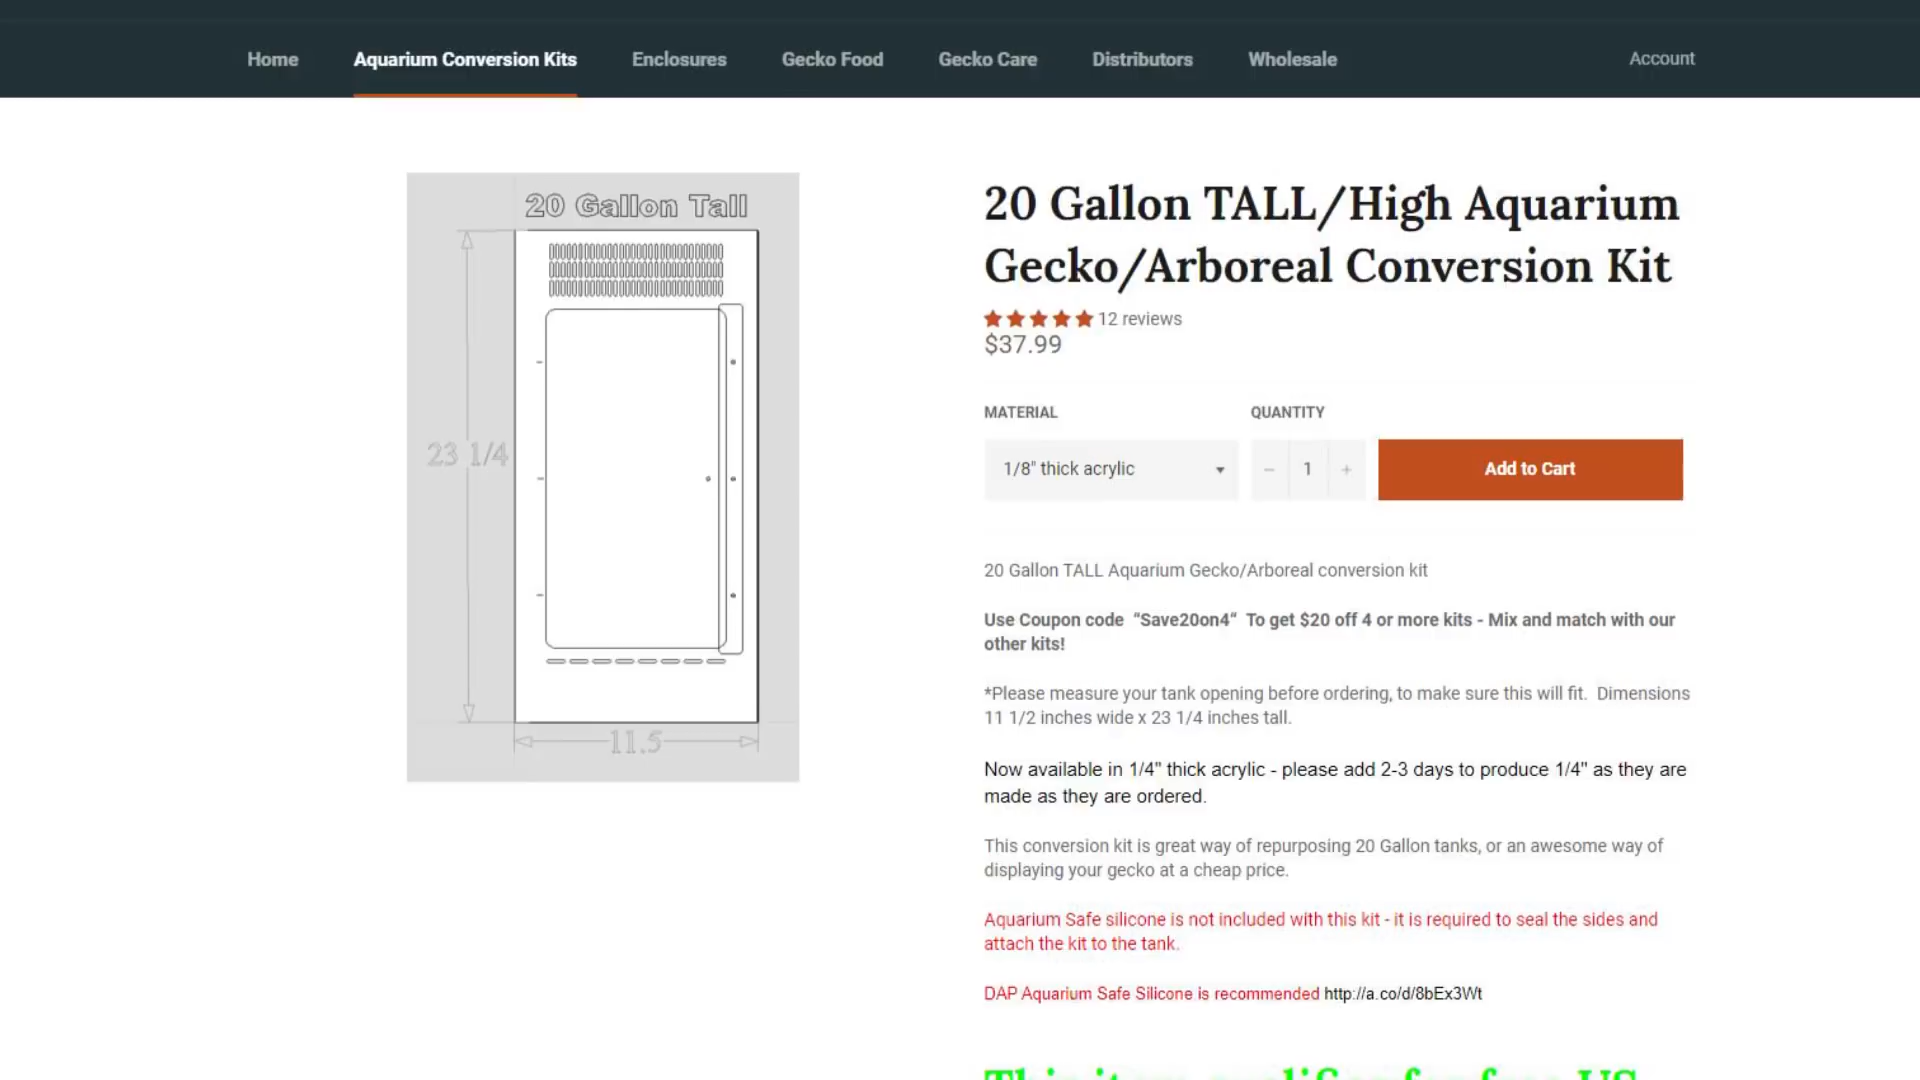 Home Aquarium Conversion Kits Enclosures Gecko Food Gecko Care Distributors Wholesale Account
20 Gallon Tall
23 1/4
11.5
20 Gallon TALL/High Aquarium
Gecko/Arboreal Conversion Kit
12 reviews
$37.99
MATERIAL QUANTITY
1/8" thick acrylic − 1 + Add to Cart
20 Gallon TALL Aquarium Gecko/Arboreal conversion kit
Use Coupon code “Save20on4“ To get $20 off 4 or more kits - Mix and match with our
other kits!
*Please measure your tank opening before ordering, to make sure this will fit. Dimensions
11 1/2 inches wide x 23 1/4 inches tall.
Now available in 1/4" thick acrylic - please add 2-3 days to produce 1/4" as they are
made as they are ordered.
This conversion kit is great way of repurposing 20 Gallon tanks, or an awesome way of
displaying your gecko at a cheap price.
Aquarium Safe silicone is not included with this kit - it is required to seal the sides and
attach the kit to the tank.
DAP Aquarium Safe Silicone is recommended http://a.co/d/8bEx3Wt
This item qualifies for free US